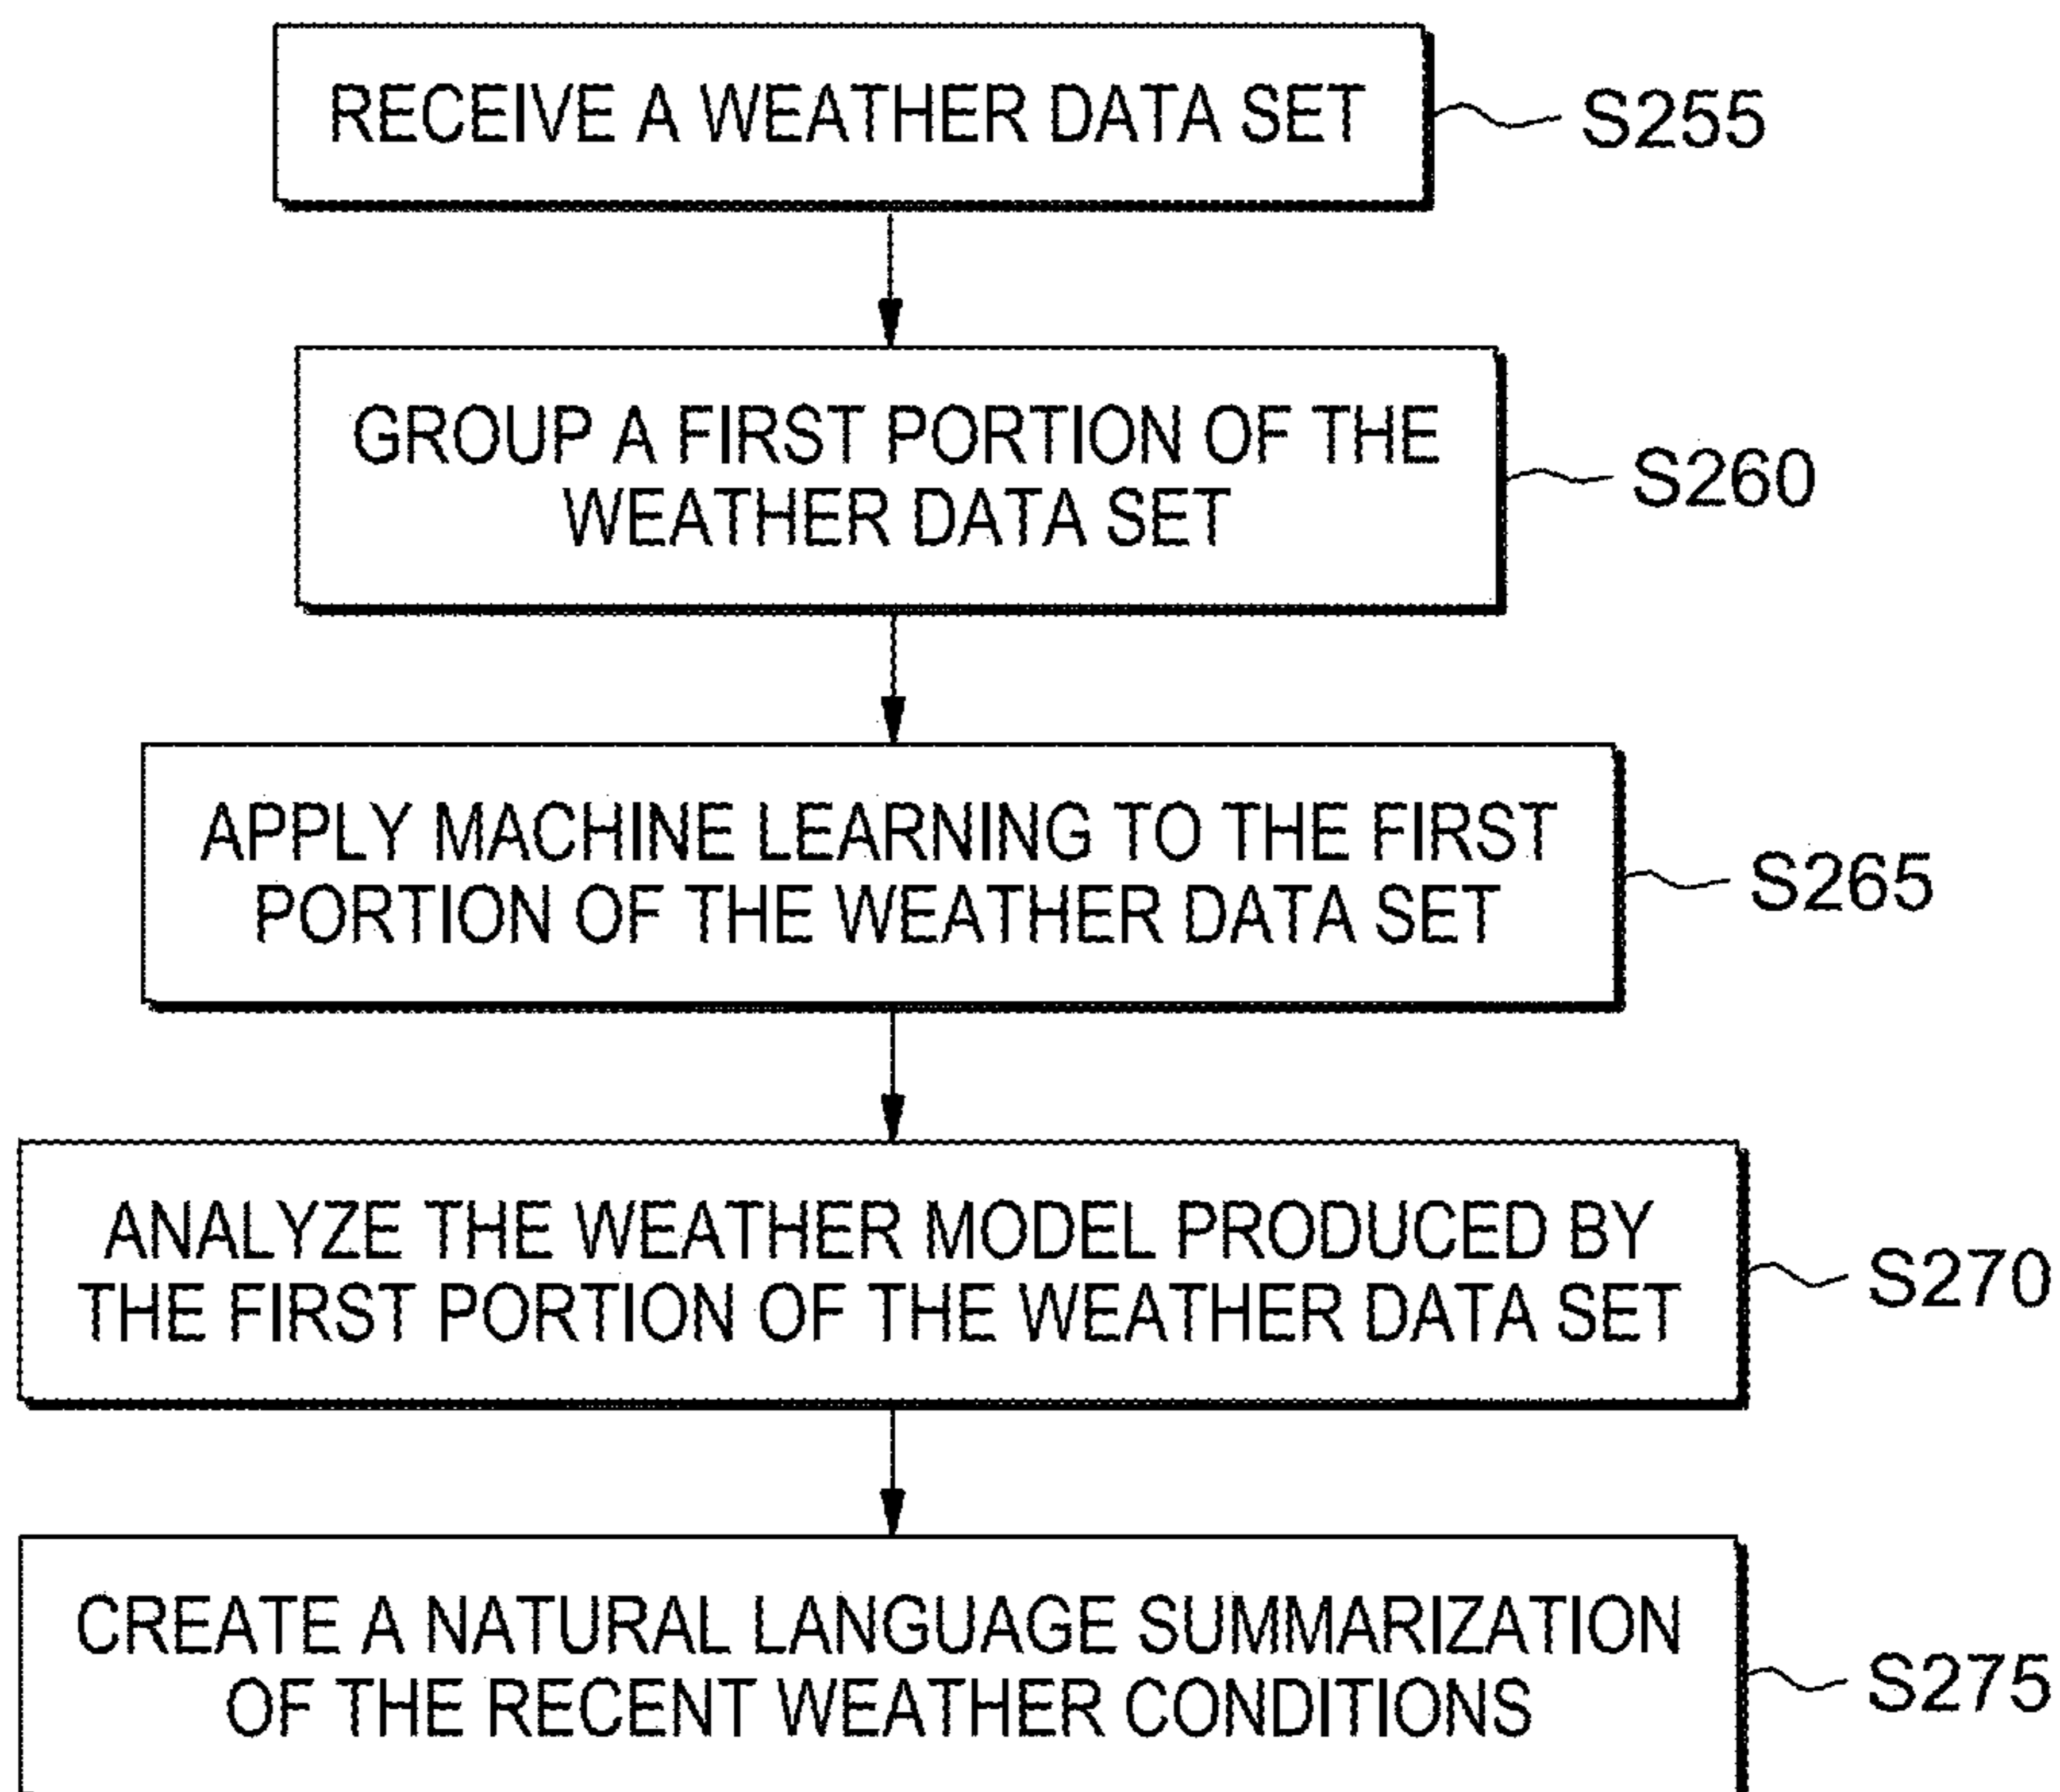 RECEIVE A WEATHER DATA SET
S255
GROUP A FIRST PORTION OF THE
WEATHER DATA SET
S260
APPLY MACHINE LEARNING TO THE FIRST
PORTION OF THE WEATHER DATA SET
S265
ANALYZE THE WEATHER MODEL PRODUCED BY
THE FIRST PORTION OF THE WEATHER DATA SET
S270
CREATE A NATURAL LANGUAGE SUMMARIZATION
OF THE RECENT WEATHER CONDITIONS
S275